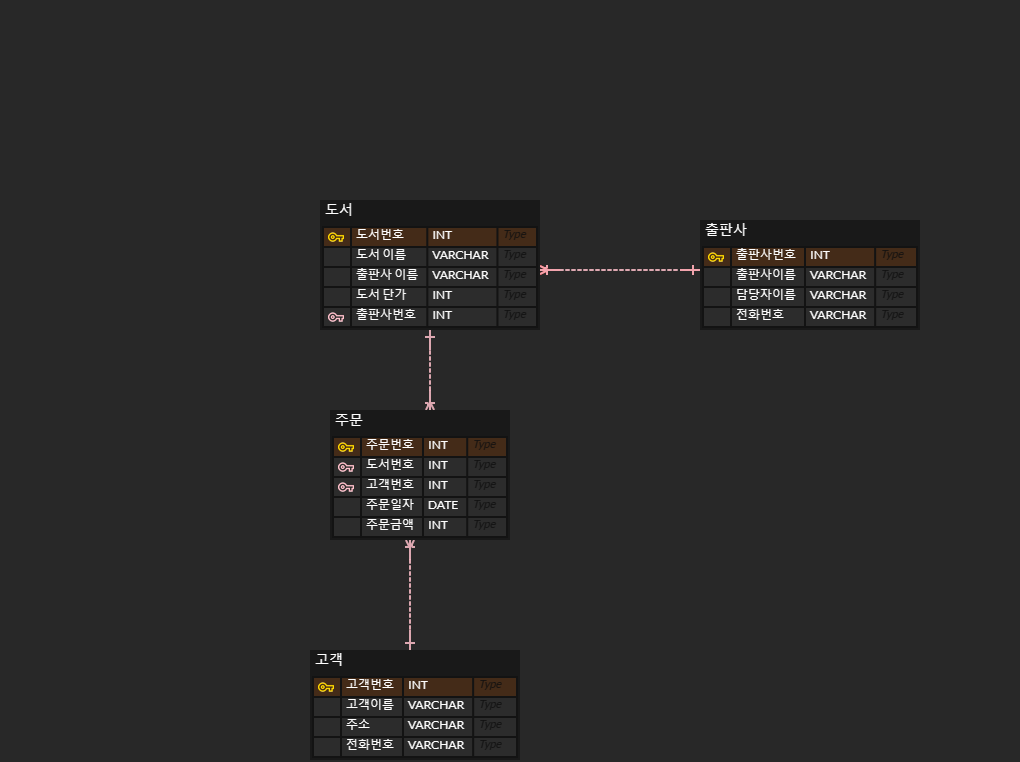 도서
도서번호 INT Type
도서 이름 VARCHAR Type
출판사 이름 VARCHAR Type
도서 단가 INT Type
출판사번호 INT Type
출판사
출판사번호 INT Type
출판사이름 VARCHAR Type
담당자이름 VARCHAR Type
전화번호 VARCHAR Type
주문
주문번호 INT Type
도서번호 INT Type
고객번호 INT Type
주문일자 DATE Type
주문금액 INT Type
고객
고객번호 INT Type
고객이름 VARCHAR Type
주소 VARCHAR Type
전화번호 VARCHAR Type